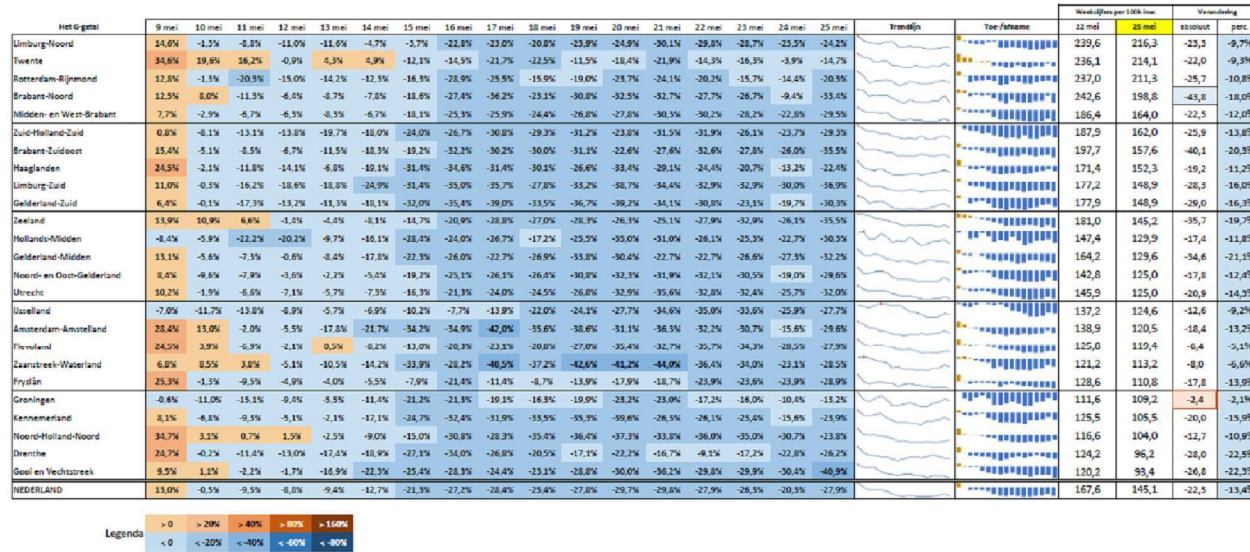 Weekcijfers per 100k inw. Verandering
Het G-getal 9 mei 10 mei 11 mei 12 mei 13 mei 14 mei 15 mei 16 mei 17 mei 18 mei 19 mei 20 mei 21 mei 22 mei 23 mei 24 mei 25 mei Trendlijn Toe-/afname 22 mei 25 mei absoluut perc.
Limburg-Noord 14,6% -1,3% -8,8% -11,0% -11,6% -4,7% -3,7% -22,8% -23,0% -20,8% -23,9% -24,9% -30,1% -29,8% -28,7% -23,5% -24,2% 239,6 216,3 -23,3 -9,7%
Twente 34,6% 19,6% 16,2% -0,9% 4,3% 4,9% -12,1% -14,5% -21,7% -22,5% -11,5% -18,4% -21,9% -14,3% -16,3% -3,9% -14,7% 236,1 214,1 -22,0 -9,3%
Rotterdam-Rijnmond 12,8% -1,3% -20,3% -15,0% -14,2% -12,3% -16,3% -28,9% -25,5% -15,9% -19,0% -23,7% -24,1% -20,2% -15,7% -14,4% -20,3% 237,0 211,3 -25,7 -10,8%
Brabant-Noord 12,5% 8,0% -11,3% -6,4% -8,7% -7,8% -18,6% -27,4% -36,2% -23,1% -30,8% -32,5% -32,7% -27,7% -26,7% -9,4% -33,4% 242,6 198,8 -43,8 -18,0%
Midden- en West-Brabant 7,7% -2,9% -6,7% -6,3% -8,3% -6,7% -18,1% -25,3% -25,9% -24,4% -26,8% -27,8% -30,3% -30,2% -28,2% -22,8% -29,5% 186,4 164,0 -22,5 -12,0%
Zuid-Holland-Zuid 0,8% -8,1% -13,1% -13,8% -19,7% -18,0% -24,0% -26,7% -30,8% -29,3% -31,2% -23,8% -31,5% -31,9% -26,1% -23,7% -29,3% 187,9 162,0 -25,9 -13,8%
Brabant-Zuidoost 15,4% -5,1% -8,5% -6,7% -11,5% -18,3% -19,2% -32,2% -30,2% -30,0% -31,1% -22,6% -27,6% -32,6% -27,8% -26,0% -35,5% 197,7 157,6 -40,1 -20,3%
Haaglanden 24,5% -2,1% -11,8% -14,1% -6,8% -19,1% -31,4% -34,6% -31,4% -30,1% -26,6% -33,4% -29,1% -24,4% -20,7% -13,2% -22,4% 171,4 152,3 -19,2 -11,2%
Limburg-Zuid 11,0% -0,3% -16,2% -18,6% -18,8% -24,9% -31,4% -35,0% -35,7% -27,8% -33,2% -38,7% -34,4% -32,9% -32,9% -30,0% -36,9% 177,2 148,9 -28,3 -16,0%
Gelderland-Zuid 6,4% -0,1% -17,3% -13,2% -11,3% -18,1% -32,0% -35,4% -39,0% -33,5% -36,7% -39,2% -34,1% -30,8% -23,1% -19,7% -30,3% 177,9 148,9 -29,0 -16,3%
Zeeland 13,9% 10,9% 6,6% -1,4% -4,4% -8,1% -14,7% -20,9% -28,8% -27,0% -28,3% -26,3% -25,1% -27,9% -32,9% -26,1% -35,5% 181,0 145,2 -35,7 -19,7%
Hollands-Midden -8,4% -5,9% -22,2% -20,2% -9,7% -16,1% -28,4% -24,0% -26,7% -17,2% -25,5% -35,0% -31,0% -26,1% -25,3% -22,7% -30,3% 147,4 129,9 -17,4 -11,8%
Gelderland-Midden 13,1% -5,6% -7,3% -0,6% -8,4% -17,8% -22,3% -26,0% -22,7% -26,9% -33,8% -30,4% -22,7% -22,7% -26,6% -27,3% -32,2% 164,2 129,6 -34,6 -21,1%
Noord- en Oost-Gelderland 8,4% -9,6% -7,9% -3,6% -2,2% -5,4% -19,2% -25,1% -26,1% -26,4% -30,8% -32,3% -31,9% -32,1% -30,5% -19,0% -29,6% 142,8 125,0 -17,8 -12,4%
Utrecht 10,2% -1,9% -6,6% -7,1% -5,7% -7,3% -16,3% -21,3% -24,0% -24,5% -26,8% -32,9% -35,6% -32,8% -32,4% -25,7% -32,0% 145,9 125,0 -20,9 -14,3%
IJsselland -7,0% -11,7% -13,8% -8,9% -5,7% -6,9% -10,2% -7,7% -13,9% -22,0% -24,1% -27,7% -34,6% -35,0% -33,6% -25,9% -27,7% 137,2 124,6 -12,6 -9,2%
Amsterdam-Amstelland 28,4% 13,0% -2,0% -5,5% -17,8% -21,7% -34,2% -34,9% -42,0% -35,6% -38,6% -31,1% -36,3% -32,2% -30,7% -15,6% -29,6% 138,9 120,5 -18,4 -13,2%
Flevoland 24,5% 3,9% -6,9% -2,1% 0,5% -8,2% -13,0% -20,3% -23,1% -20,8% -27,0% -35,4% -32,7% -35,7% -34,3% -28,5% -27,9% 125,8 119,4 -6,4 -5,1%
Zaanstreek-Waterland 6,8% 8,5% 3,8% -5,1% -10,5% -14,2% -33,9% -28,2% -40,5% -37,2% -42,6% -41,2% -44,0% -36,4% -34,0% -23,1% -28,5% 121,2 113,2 -8,0 -6,6%
Fryslân 25,3% -1,3% -9,5% -4,9% -4,0% -5,5% -7,9% -21,4% -11,4% -8,7% -13,9% -17,9% -18,7% -23,9% -23,6% -23,9% -28,9% 128,6 110,8 -17,8 -13,9%
Groningen -0,6% -11,0% -15,1% -9,4% -5,5% -11,4% -21,2% -21,3% -19,1% -16,3% -19,9% -23,2% -23,0% -17,2% -16,0% -10,4% -13,2% 111,6 109,2 -2,4 -2,1%
Kennemerland 8,1% -6,8% -9,3% -5,1% -2,1% -17,1% -24,7% -32,4% -31,9% -33,5% -35,3% -39,6% -26,3% -26,1% -23,4% -15,6% -23,9% 125,5 105,5 -20,0 -15,9%
Noord-Holland-Noord 34,7% 3,1% 0,7% 1,5% -2,5% -9,0% -15,0% -30,8% -28,3% -35,4% -36,4% -37,3% -33,8% -36,0% -35,0% -30,7% -23,8% 116,6 104,0 -12,7 -10,9%
Drenthe 24,7% -0,2% -11,4% -13,0% -17,4% -18,9% -27,1% -34,0% -26,8% -20,5% -17,1% -22,2% -16,7% -9,1% -17,2% -22,8% -26,2% 124,2 96,2 -28,0 -22,5%
Gooi en Vechtstreek 9,5% 1,1% -2,2% -1,7% -16,9% -22,3% -25,4% -28,3% -24,4% -23,1% -28,8% -30,0% -36,2% -29,8% -29,9% -30,4% -40,9% 120,2 93,4 -26,8 -22,3%
NEDERLAND 13,0% -0,5% -9,5% -8,8% -9,4% -12,7% -21,3% -27,2% -28,4% -25,4% -27,8% -29,7% -29,8% -27,9% -26,3% -20,3% -27,9% 167,6 145,1 -22,5 -13,4%
Legenda > 0 > 20% > 40% > 80% > 160%
< 0 < -20% < -40% < -60% < -80%